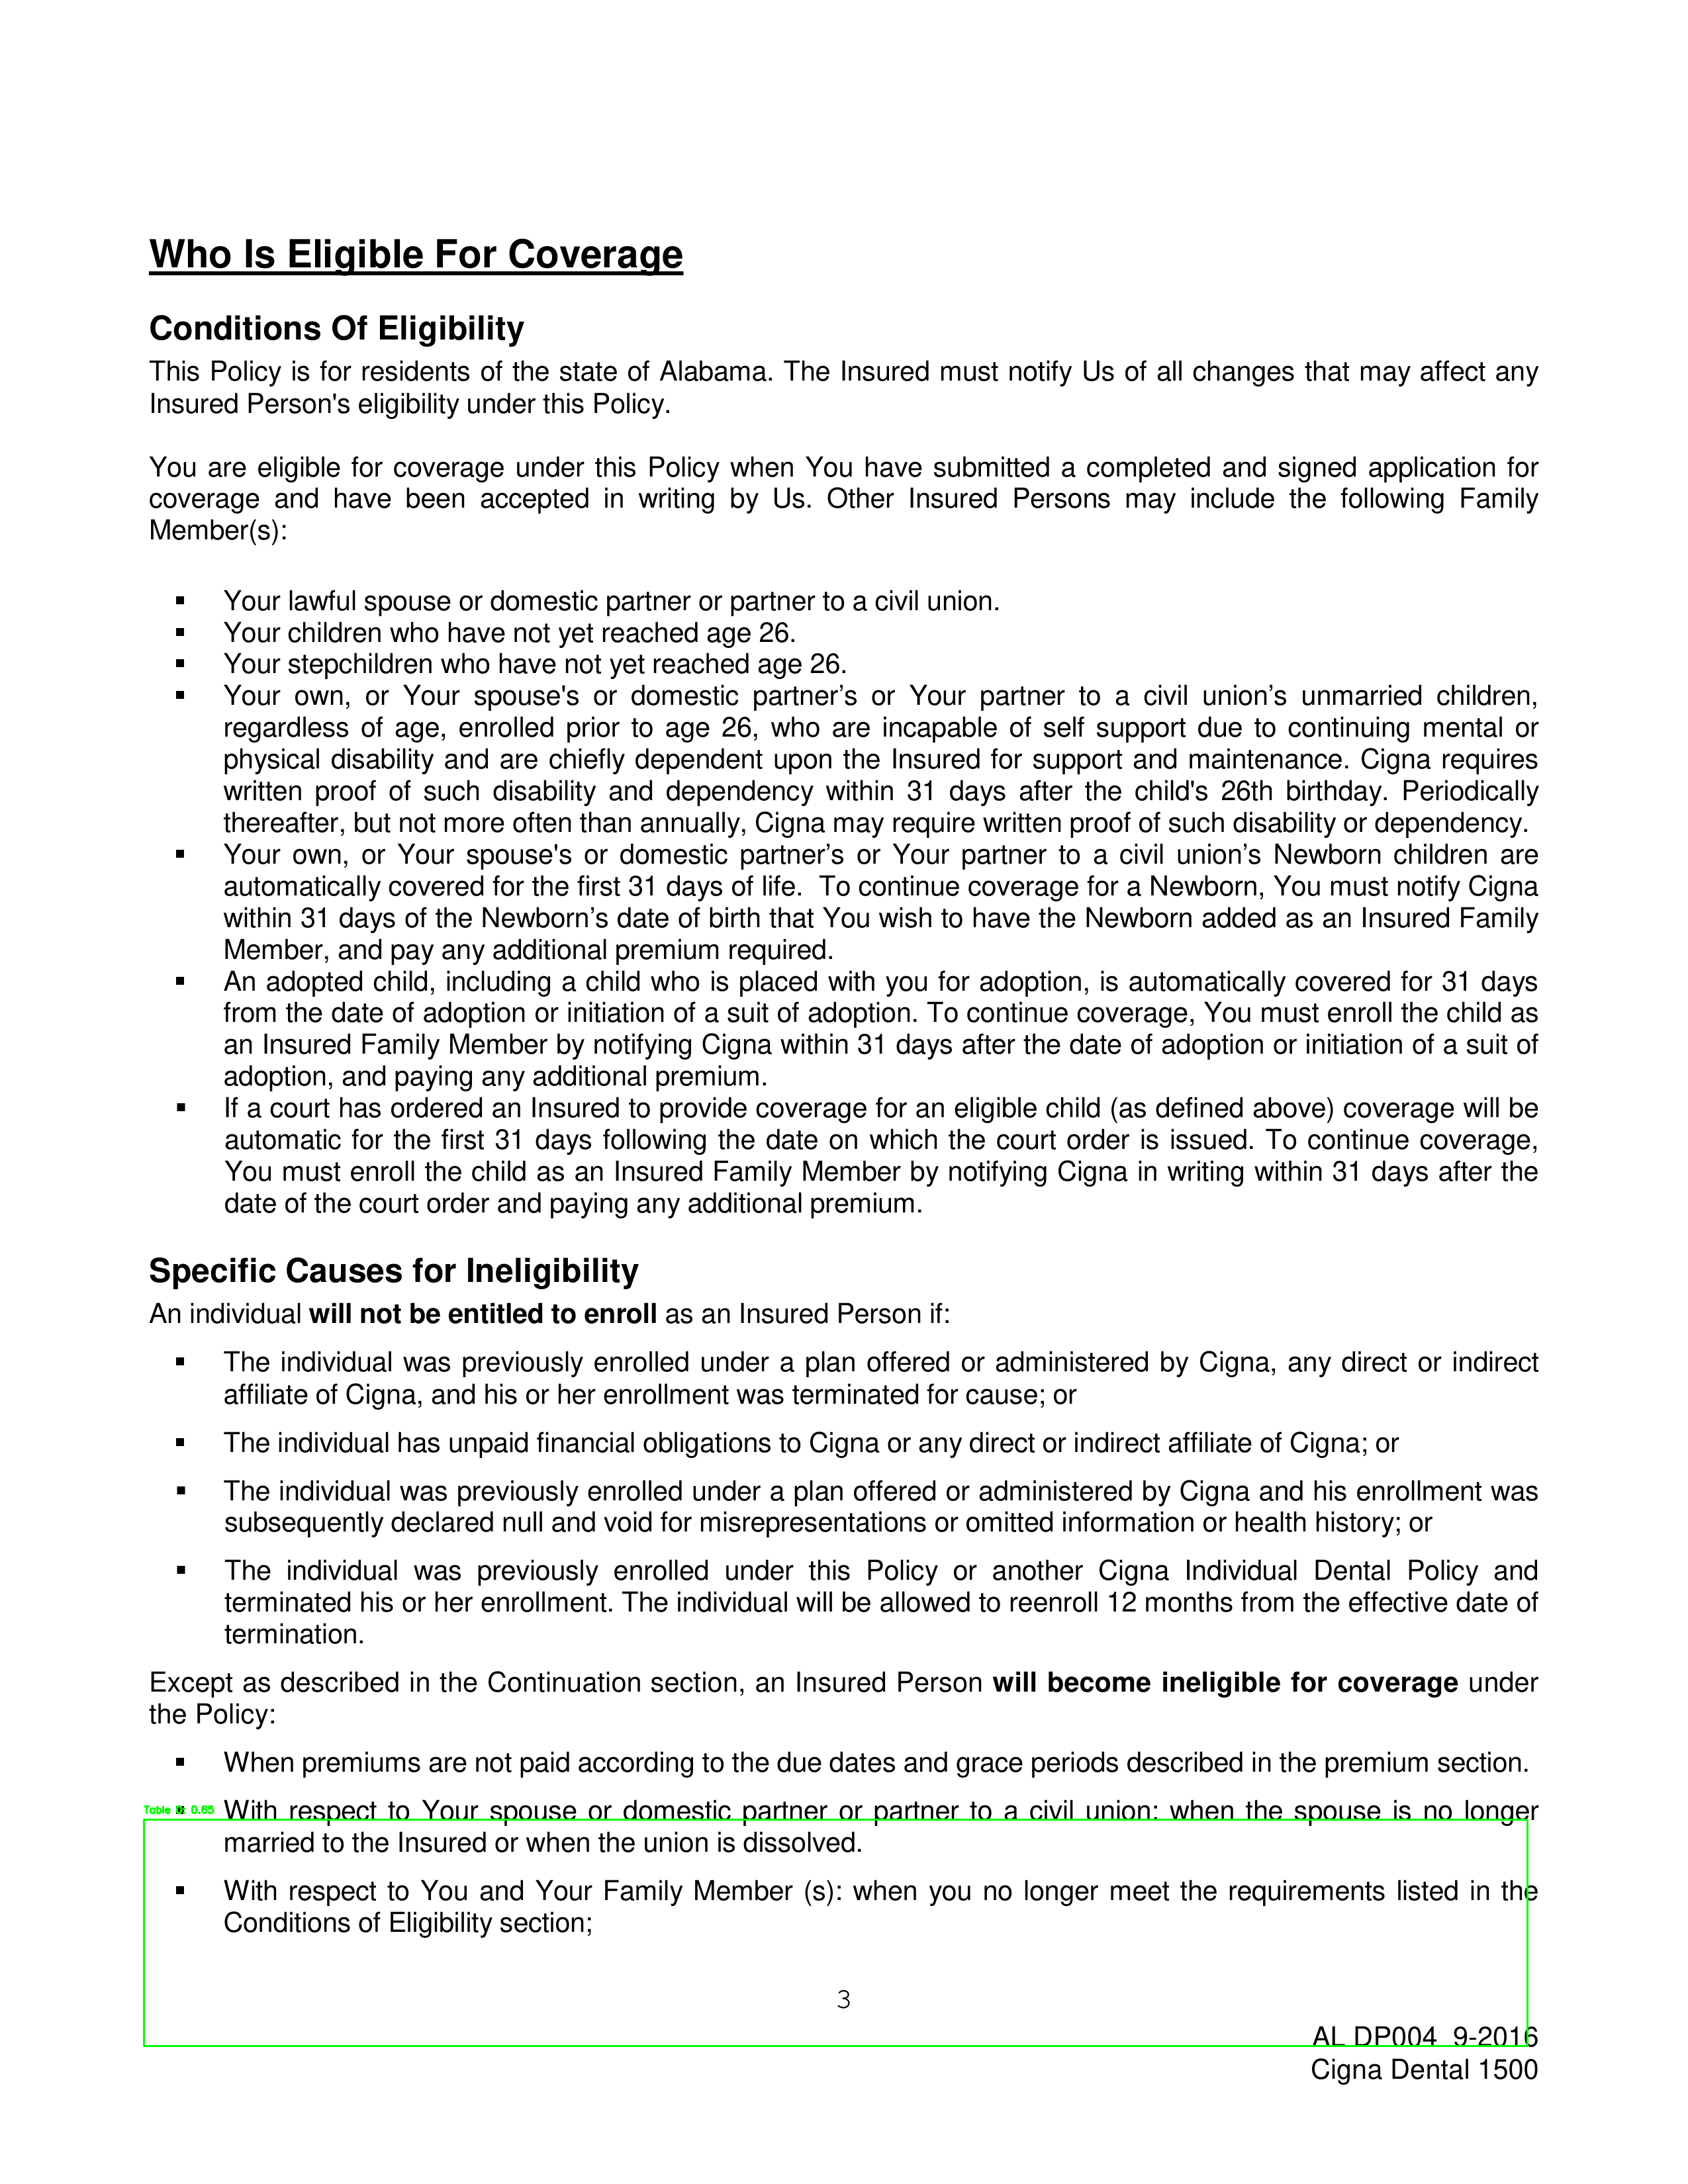 Who Is Eligible For Coverage
Conditions Of Eligibility
This Policy is for residents of the state of Alabama. The Insured must notify Us of all changes that may affect any
Insured Person's eligibility under this Policy.
You are eligible for coverage under this Policy when You have submitted a completed and signed application for
coverage and have been accepted in writing by Us. Other Insured Persons may include the following Family
Member(s):
▪ Your lawful spouse or domestic partner or partner to a civil union.
▪ Your children who have not yet reached age 26.
▪ Your stepchildren who have not yet reached age 26.
▪ Your own, or Your spouse's or domestic partner’s or Your partner to a civil union’s unmarried children,
regardless of age, enrolled prior to age 26, who are incapable of self support due to continuing mental or
physical disability and are chiefly dependent upon the Insured for support and maintenance. Cigna requires
written proof of such disability and dependency within 31 days after the child's 26th birthday. Periodically
thereafter, but not more often than annually, Cigna may require written proof of such disability or dependency.
▪ Your own, or Your spouse's or domestic partner’s or Your partner to a civil union’s Newborn children are
automatically covered for the first 31 days of life.  To continue coverage for a Newborn, You must notify Cigna
within 31 days of the Newborn’s date of birth that You wish to have the Newborn added as an Insured Family
Member, and pay any additional premium required.
▪ An adopted child, including a child who is placed with you for adoption, is automatically covered for 31 days
from the date of adoption or initiation of a suit of adoption. To continue coverage, You must enroll the child as
an Insured Family Member by notifying Cigna within 31 days after the date of adoption or initiation of a suit of
adoption, and paying any additional premium.
▪ If a court has ordered an Insured to provide coverage for an eligible child (as defined above) coverage will be
automatic for the first 31 days following the date on which the court order is issued. To continue coverage,
You must enroll the child as an Insured Family Member by notifying Cigna in writing within 31 days after the
date of the court order and paying any additional premium.
Specific Causes for Ineligibility
An individual will not be entitled to enroll as an Insured Person if:
▪ The individual was previously enrolled under a plan offered or administered by Cigna, any direct or indirect
affiliate of Cigna, and his or her enrollment was terminated for cause; or
▪ The individual has unpaid financial obligations to Cigna or any direct or indirect affiliate of Cigna; or
▪ The individual was previously enrolled under a plan offered or administered by Cigna and his enrollment was
subsequently declared null and void for misrepresentations or omitted information or health history; or
▪ The individual was previously enrolled under this Policy or another Cigna Individual Dental Policy and
terminated his or her enrollment. The individual will be allowed to reenroll 12 months from the effective date of
termination.
Except as described in the Continuation section, an Insured Person will become ineligible for coverage under
the Policy:
▪ When premiums are not paid according to the due dates and grace periods described in the premium section.
Table 0.65
▪ With respect to Your spouse or domestic partner or partner to a civil union: when the spouse is no longer
married to the Insured or when the union is dissolved.
▪ With respect to You and Your Family Member (s): when you no longer meet the requirements listed in the
Conditions of Eligibility section;
3
AL DP004  9-2016
Cigna Dental 1500